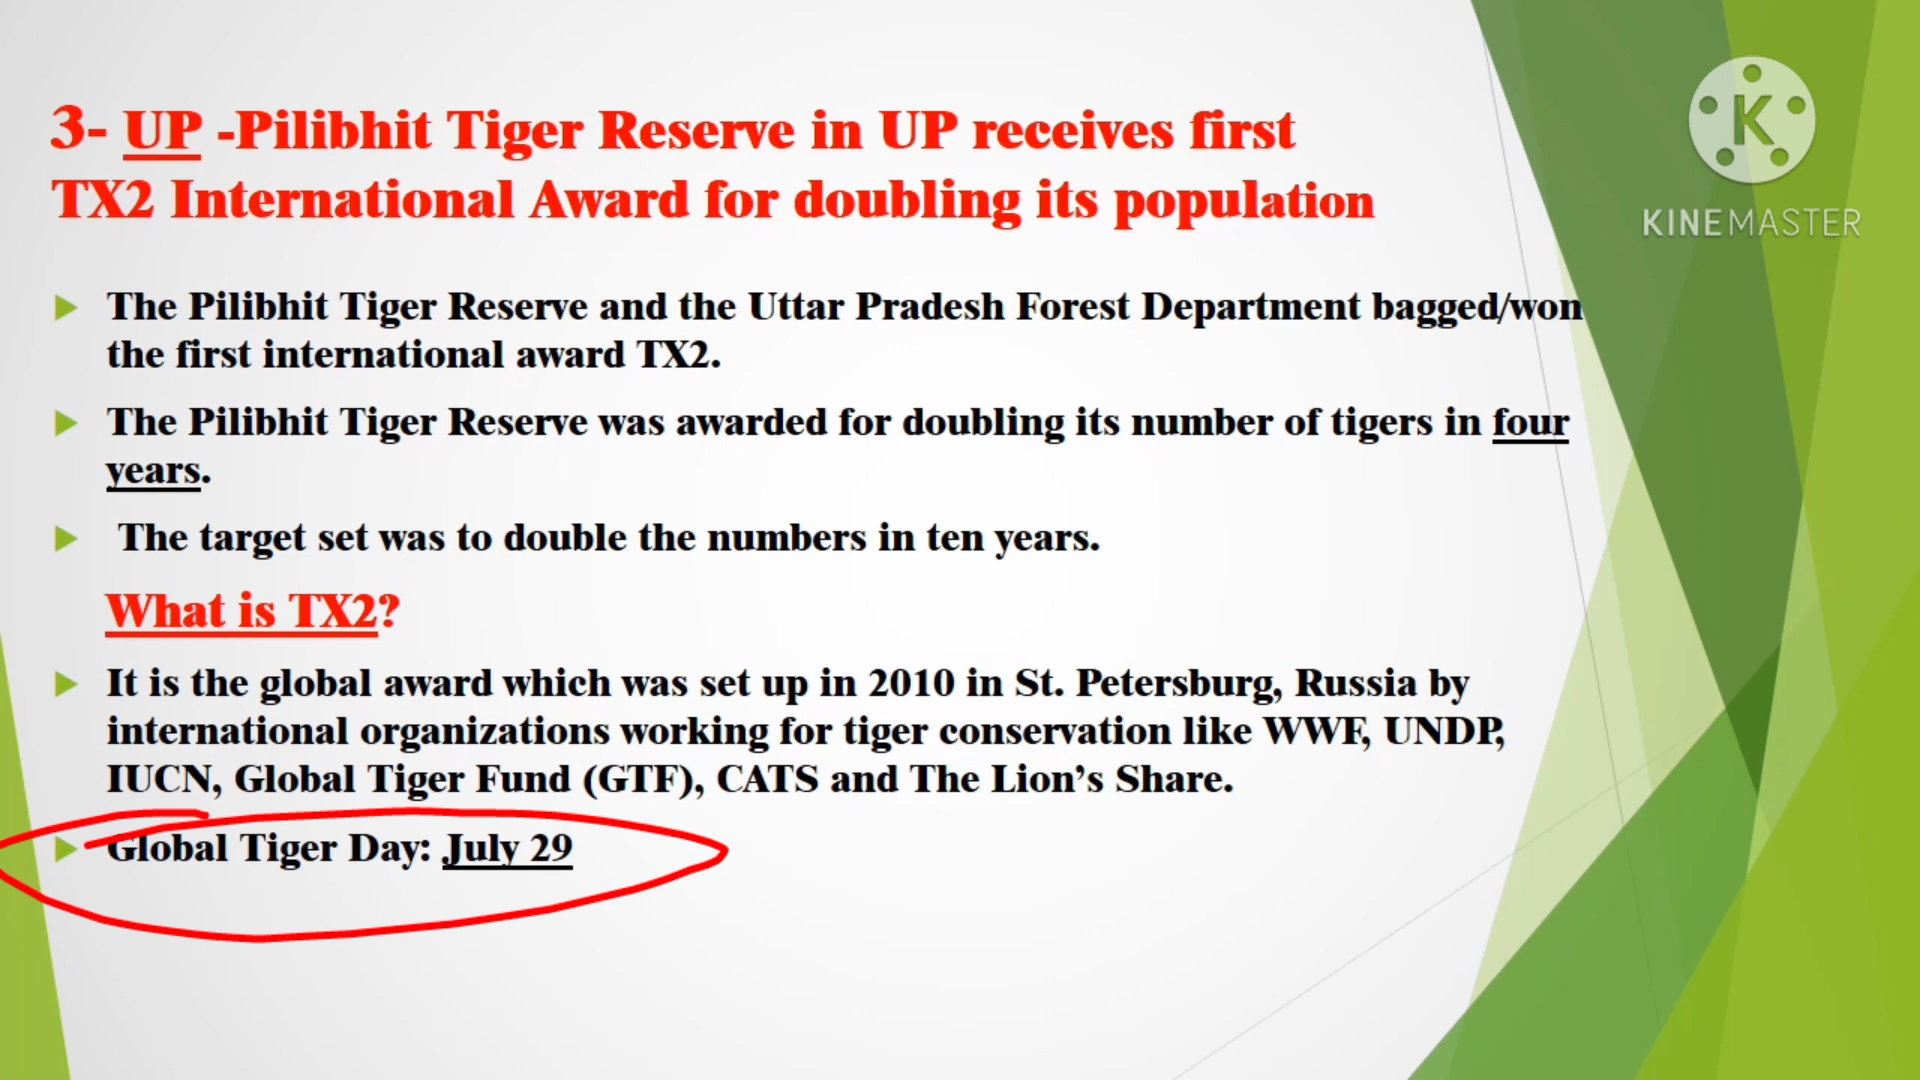 3- UP -Pilibhit Tiger Reserve in UP receives first
TX2 International Award for doubling its population
The Pilibhit Tiger Reserve and the Uttar Pradesh Forest Department bagged/won
the first international award TX2.
The Pilibhit Tiger Reserve was awarded for doubling its number of tigers in four
years.
The target set was to double the numbers in ten years.
What is TX2?
It is the global award which was set up in 2010 in St. Petersburg, Russia by
international organizations working for tiger conservation like WWF, UNDP,
IUCN, Global Tiger Fund (GTF), CATS and The Lion’s Share.
Global Tiger Day: July 29
K
KINEMASTER